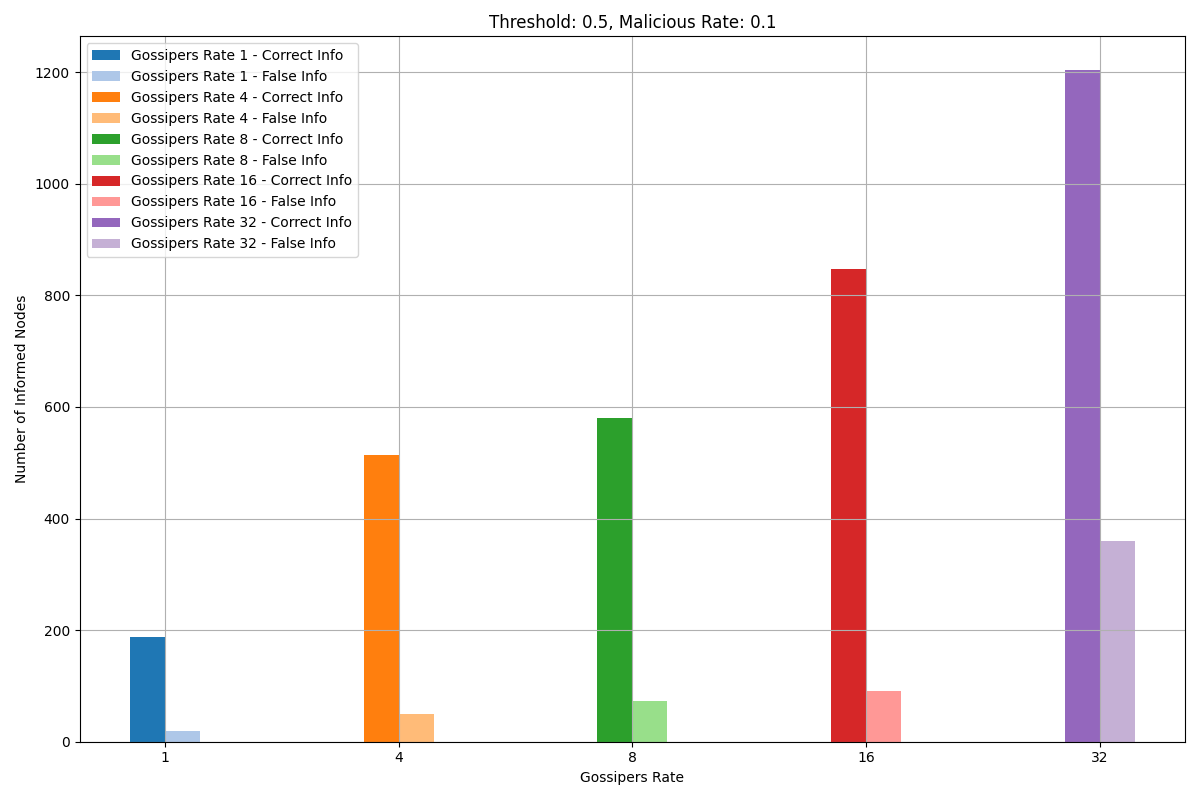 Threshold: 0.5, Malicious Rate: 0.1
Gossipers Rate 1 - Correct Info
Gossipers Rate 1 - False Info
Gossipers Rate 4 - Correct Info
Gossipers Rate 4 - False Info
Gossipers Rate 8 - Correct Info
Gossipers Rate 8 - False Info
Gossipers Rate 16 - Correct Info
Gossipers Rate 16 - False Info
Gossipers Rate 32 - Correct Info
Gossipers Rate 32 - False Info
Number of Informed Nodes
1200
1000
800
600
400
200
0
1 4 8 16 32
Gossipers Rate